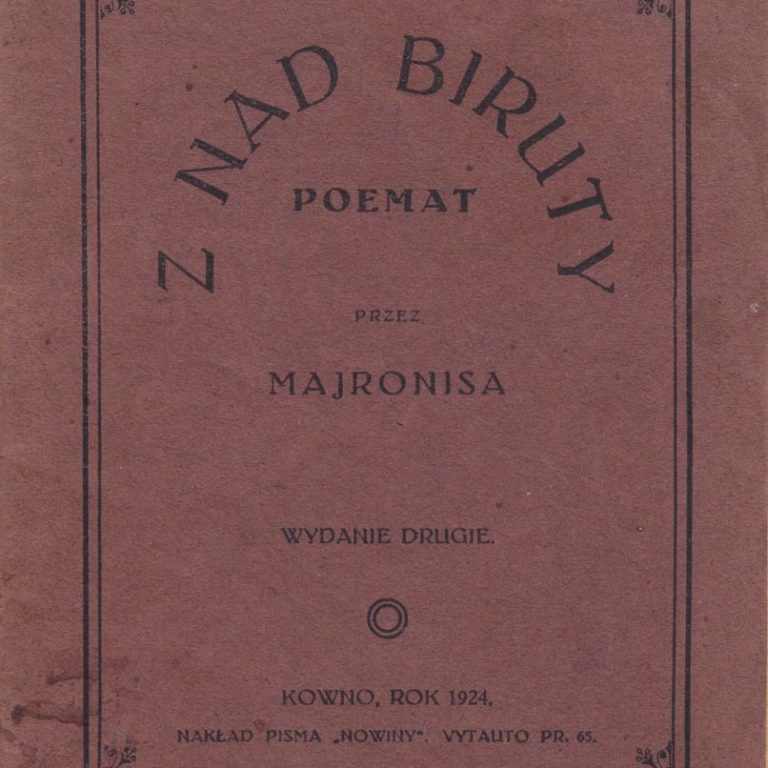 Z NAD BIRUTY
POEMAT
PRZEZ
MAJRONISA
WYDANIE DRUGIE.
KOWNO, ROK 1924.
NAKŁAD PISMA „NOWINY“. VYTAUTO PR. 65.